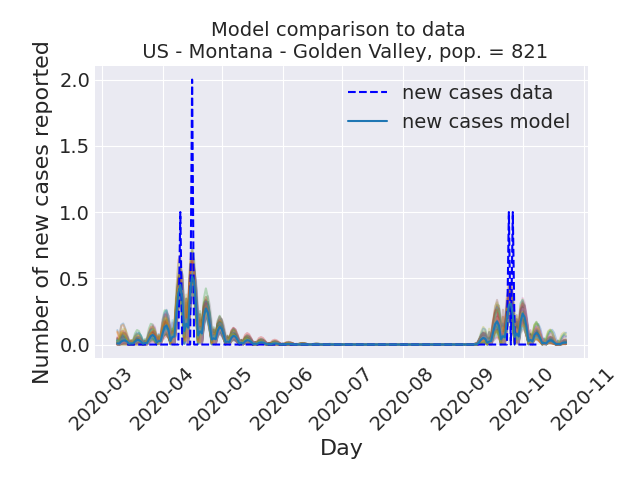 Model comparison to data
US - Montana - Golden Valley, pop. = 821
Number of new cases reported
2.0
1.5
1.0
0.5
0.0
new cases data
new cases model
2020-03
2020-04
2020-05
2020-06
2020-07
2020-08
2020-09
2020-10
2020-11
Day